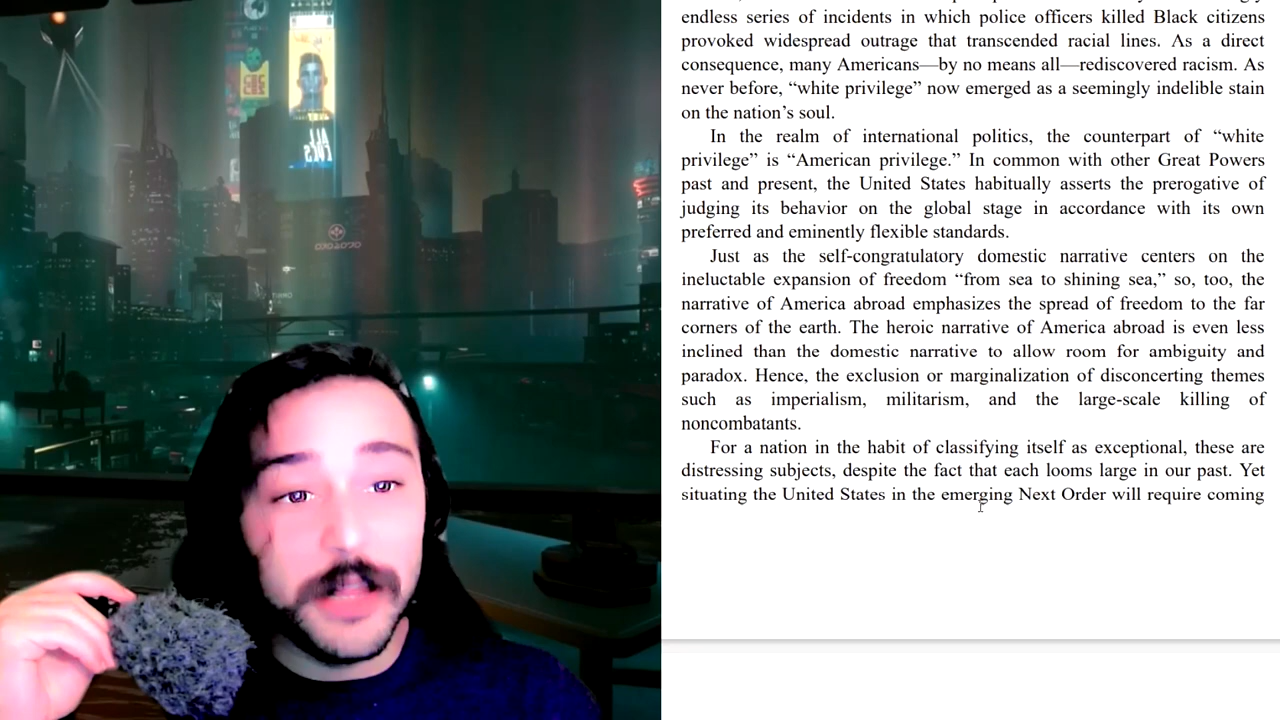 endless series of incidents in which police officers killed Black citizens
provoked widespread outrage that transcended racial lines. As a direct
consequence, many Americans—by no means all—rediscovered racism. As
never before, “white privilege” now emerged as a seemingly indelible stain
on the nation’s soul.
In the realm of international politics, the counterpart of “white
privilege” is “American privilege.” In common with other Great Powers
past and present, the United States habitually asserts the prerogative of
judging its behavior on the global stage in accordance with its own
preferred and eminently flexible standards.
Just as the self-congratulatory domestic narrative centers on the
ineluctable expansion of freedom “from sea to shining sea,” so, too, the
narrative of America abroad emphasizes the spread of freedom to the far
corners of the earth. The heroic narrative of America abroad is even less
inclined than the domestic narrative to allow room for ambiguity and
paradox. Hence, the exclusion or marginalization of disconcerting themes
such as imperialism, militarism, and the large-scale killing of
noncombatants.
For a nation in the habit of classifying itself as exceptional, these are
distressing subjects, despite the fact that each looms large in our past. Yet
situating the United States in the emerging Next Order will require coming